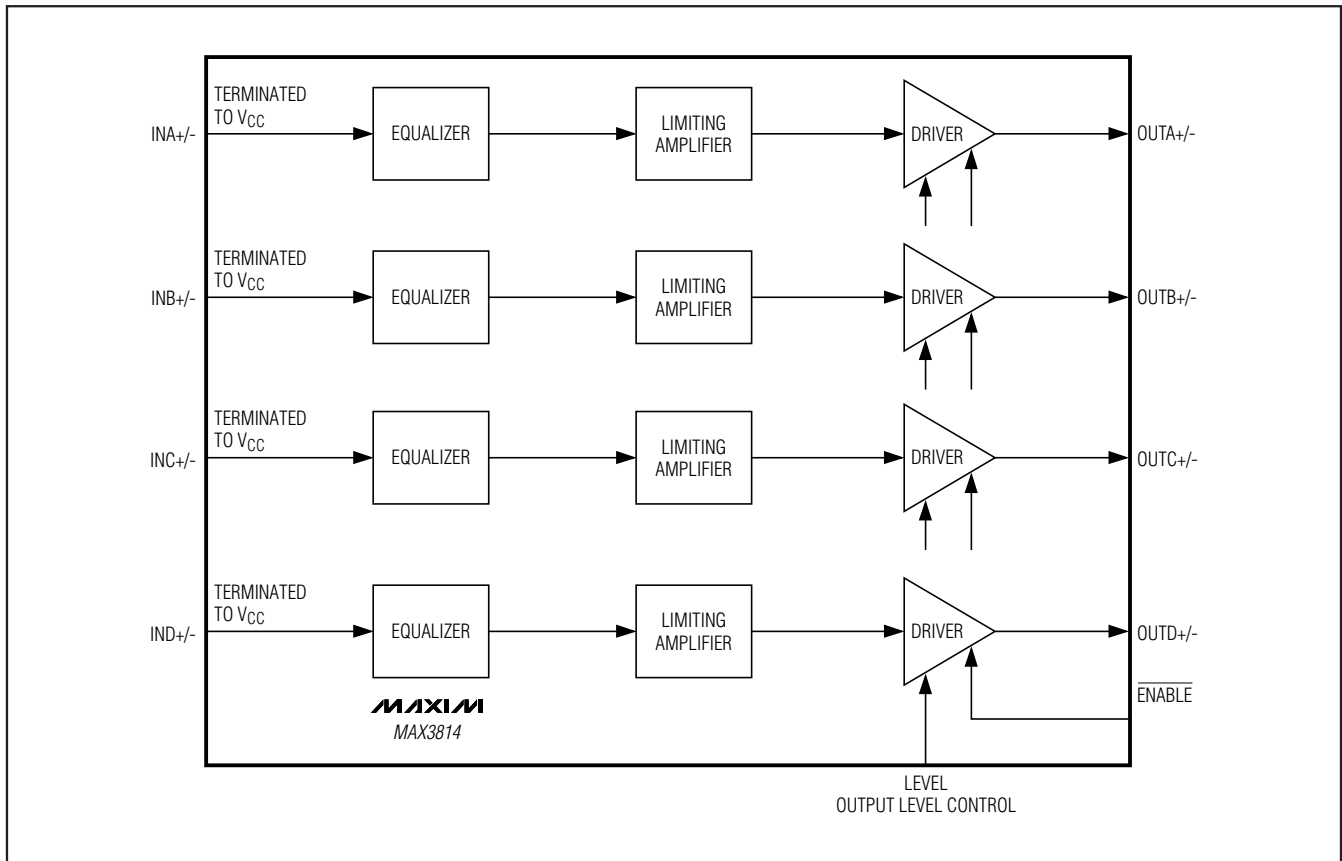 TERMINATED
TO VCC
INA+/-
EQUALIZER
LIMITING
AMPLIFIER
DRIVER
OUTA+/-
TERMINATED
TO VCC
INB+/-
EQUALIZER
LIMITING
AMPLIFIER
DRIVER
OUTB+/-
TERMINATED
TO VCC
INC+/-
EQUALIZER
LIMITING
AMPLIFIER
DRIVER
OUTC+/-
TERMINATED
TO VCC
IND+/-
EQUALIZER
LIMITING
AMPLIFIER
DRIVER
OUTD+/-
ENABLE
MAXIM
MAX3814
LEVEL
OUTPUT LEVEL CONTROL